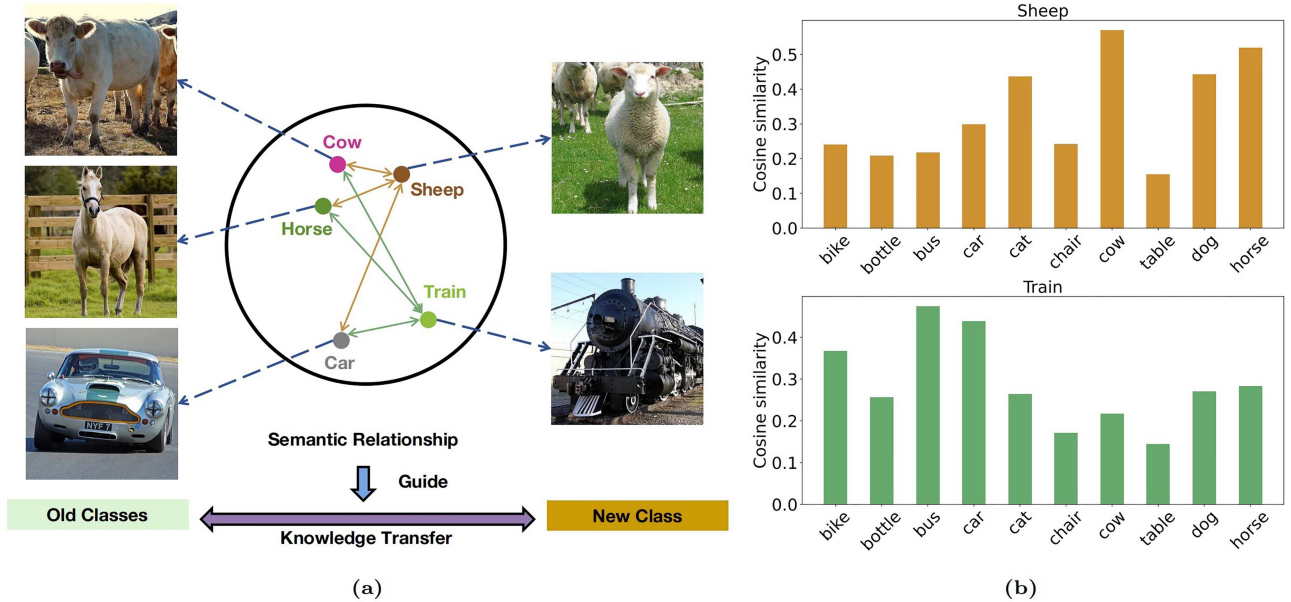 Cow
Sheep
Horse
Train
Car
NYF 7
Semantic Relationship
Guide
Old Classes
New Class
Knowledge Transfer
(a)
Sheep
Cosine similarity
0.5
0.4
0.3
0.2
0.1
0.0
bike bottle bus car cat chair cow table dog horse
Train
Cosine similarity
0.4
0.3
0.2
0.1
0.0
bike bottle bus car cat chair cow table dog horse
(b)